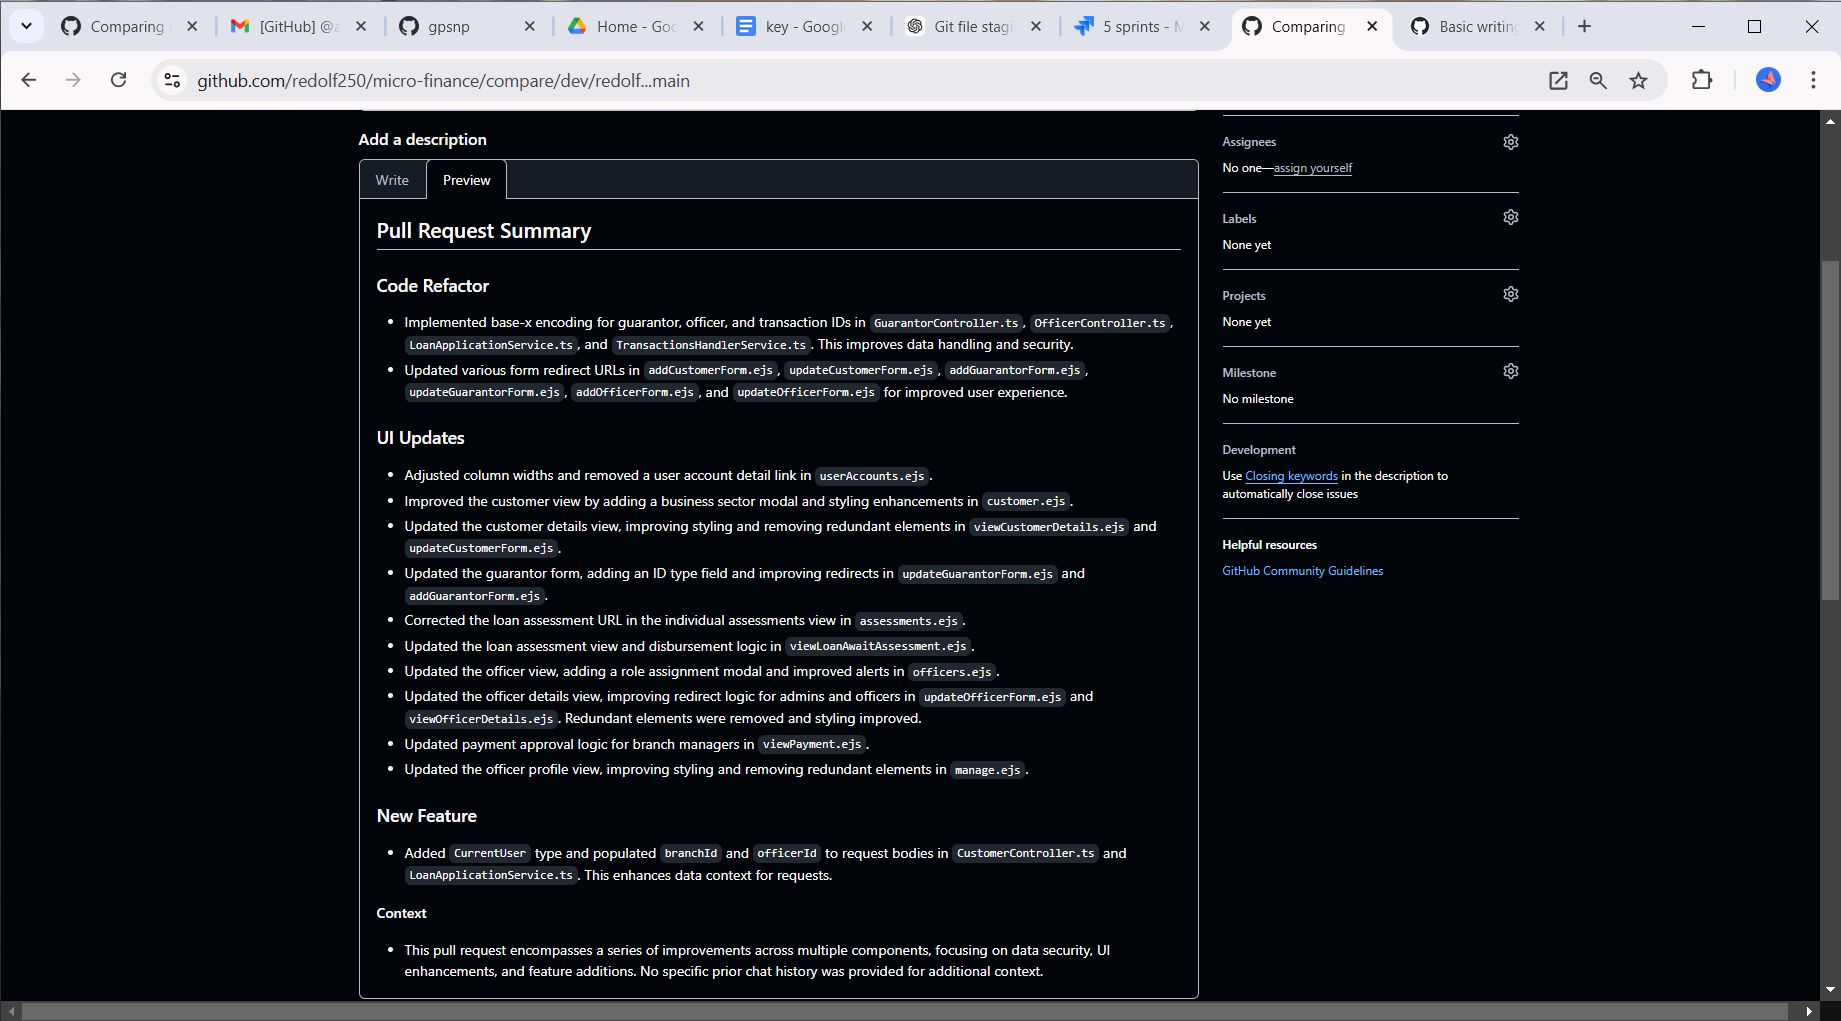 Comparing
[GitHub] @a
gpsnp
Home - Goo
key - Google
Git file stagi
5 sprints - M
Comparing
Basic writing
github.com/redolf250/micro-finance/compare/dev/redolf...main
Add a description
Write
Preview
Pull Request Summary
Code Refactor
Implemented base-x encoding for guarantor, officer, and transaction IDs in GuarantorController.ts, OfficerController.ts,
LoanApplicationService.ts, and TransactionsHandlerService.ts. This improves data handling and security.
Updated various form redirect URLs in addCustomerForm.ejs, updateCustomerForm.ejs, addGuarantorForm.ejs,
updateGuarantorForm.ejs, addOfficerForm.ejs, and updateOfficerForm.ejs for improved user experience.
UI Updates
Adjusted column widths and removed a user account detail link in userAccounts.ejs.
Improved the customer view by adding a business sector modal and styling enhancements in customer.ejs.
Updated the customer details view, improving styling and removing redundant elements in viewCustomerDetails.ejs and
updateCustomerForm.ejs.
Updated the guarantor form, adding an ID type field and improving redirects in updateGuarantorForm.ejs and
addGuarantorForm.ejs.
Corrected the loan assessment URL in the individual assessments view in assessments.ejs.
Updated the loan assessment view and disbursement logic in viewLoanAwaitAssessment.ejs.
Updated the officer view, adding a role assignment modal and improved alerts in officers.ejs.
Updated the officer details view, improving redirect logic for admins and officers in updateOfficerForm.ejs and
viewOfficerDetails.ejs. Redundant elements were removed and styling improved.
Updated payment approval logic for branch managers in viewPayment.ejs.
Updated the officer profile view, improving styling and removing redundant elements in manage.ejs.
New Feature
Added CurrentUser type and populated branchId and officerId to request bodies in CustomerController.ts and
LoanApplicationService.ts. This enhances data context for requests.
Context
This pull request encompasses a series of improvements across multiple components, focusing on data security, UI
enhancements, and feature additions. No specific prior chat history was provided for additional context.
Assignees
No one—assign yourself
Labels
None yet
Projects
None yet
Milestone
No milestone
Development
Use Closing keywords in the description to
automatically close issues
Helpful resources
GitHub Community Guidelines